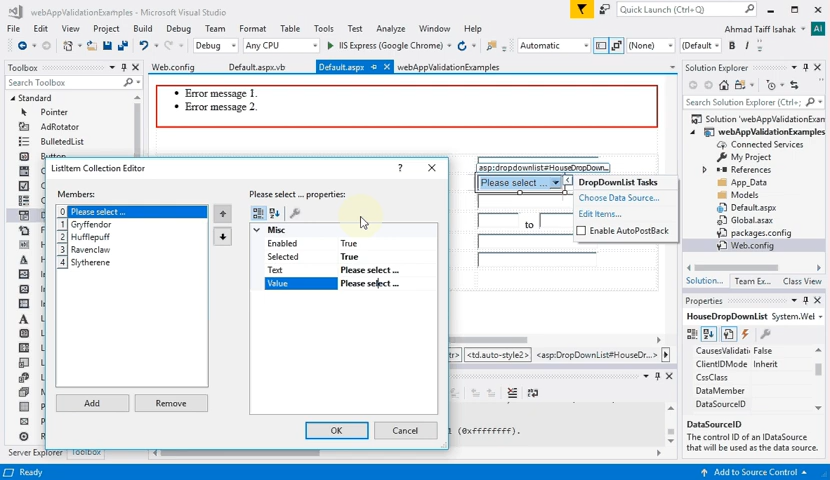 webAppValidationExamples - Microsoft Visual Studio
Quick Launch (Ctrl+Q)
File Edit View Project Build Debug Team Format Table Tools Test Analyze Window Help
Ahmad Taiff Isahak AI
Debug Any CPU IIS Express (Google Chrome) Automatic (None) (Default B I
Toolbox
Search Toolbox
Standard
Pointer
AdRotator
BulletedList
Button
Web.config Default.aspx.vb Default.aspx webAppValidationExamples
Error message 1.
Error message 2.
asp:dropdownlist#HouseDropDown...
Please select ...
to
DropDownList Tasks
Choose Data Source...
Edit Items...
Enable AutoPostBack
ListItem Collection Editor
?
Members:
0 Please select ...
1 Gryffendor
2 Hufflepuff
3 Ravenclaw
4 Slytherene
Add Remove
Please select ... properties:
Misc
Enabled True
Selected True
Text Please select ...
Value Please select ...
OK Cancel
tr> <td.auto-style2> <asp:DropDownList#HouseDr...>
1 (0xffffffff).
Solution Explorer
Search Solution Explorer (Ctrl+;)
Solution 'webAppValidationExam
webAppValidationExamples
Connected Services
My Project
References
App_Data
Models
Default.aspx
Global.asax
packages.config
Web.config
Solution... Team Ex... Class View
Properties
HouseDropDownList System.Wel
CausesValidati False
ClientIDMode Inherit
CssClass
DataMember
DataSourceID
DataSourceID
The control ID of an IDataSource that will be used as the data source.
Server Explorer Toolbox
Ready
Add to Source Control